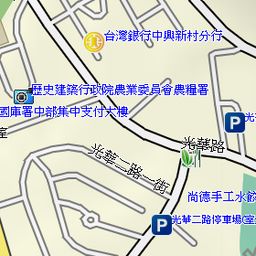 台灣銀行中興新村分行
歷史建築行政院農業委員會農糧署
國庫署中部集中支付大樓
光華
室
光華路
光華二路一街
尚德手工水餃
光華二路停車場(室